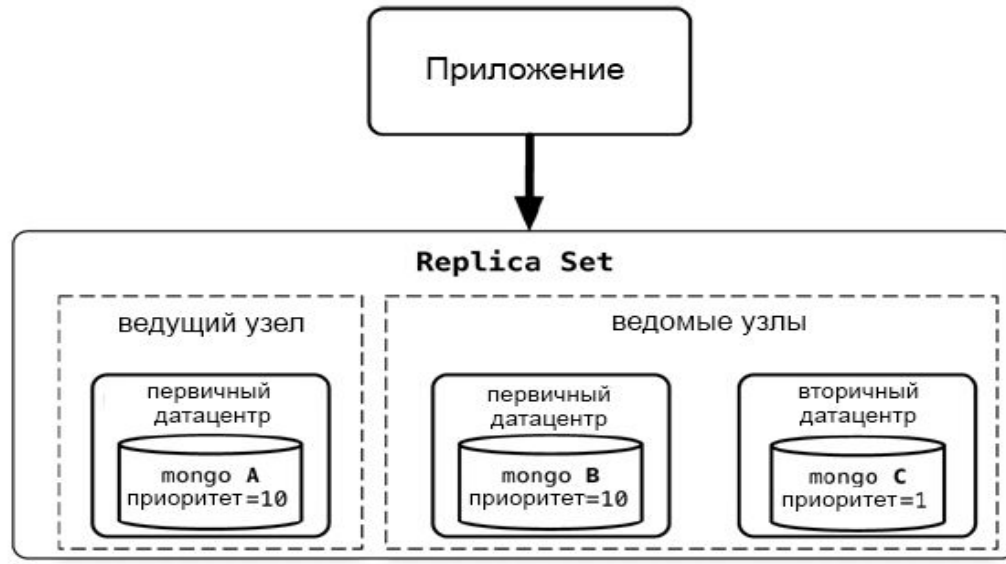 Приложение
Replica Set
ведущий узел
первичный
датацентр
mongo A
приоритет=10
ведомые узлы
первичный
датацентр
mongo B
приоритет=10
вторичный
датацентр
mongo C
приоритет=1